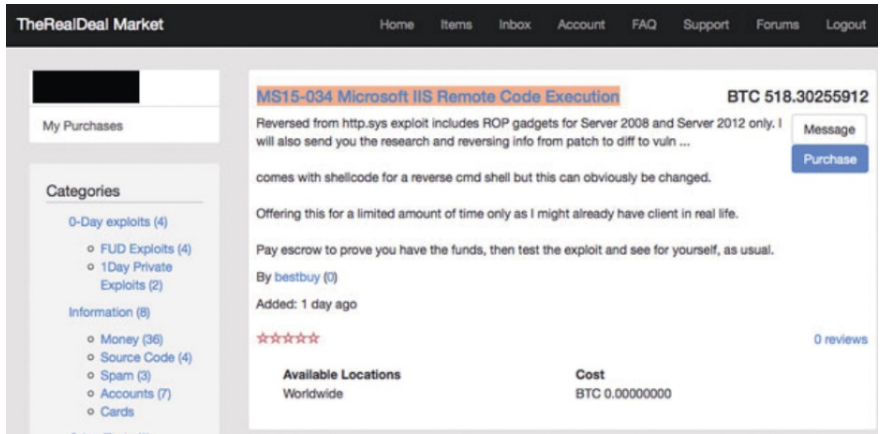 TheRealDeal Market
Home Items Inbox Account FAQ Support Forums Logout
My Purchases
Categories
0-Day exploits (4)
FUD Exploits (4)
1Day Private
Exploits (2)
Information (8)
Money (36)
Source Code (4)
Spam (3)
Accounts (7)
Cards
MS15-034 Microsoft IIS Remote Code Execution
BTC 518.30255912
Reversed from http.sys exploit includes ROP gadgets for Server 2008 and Server 2012 only. I
will also send you the research and reversing info from patch to diff to vuln ...
Message
Purchase
comes with shellcode for a reverse cmd shell but this can obviously be changed.
Offering this for a limited amount of time only as I might already have client in real life.
Pay escrow to prove you have the funds, then test the exploit and see for yourself, as usual.
By bestbuy (0)
Added: 1 day ago
0 reviews
Available Locations Cost
Worldwide BTC 0.00000000